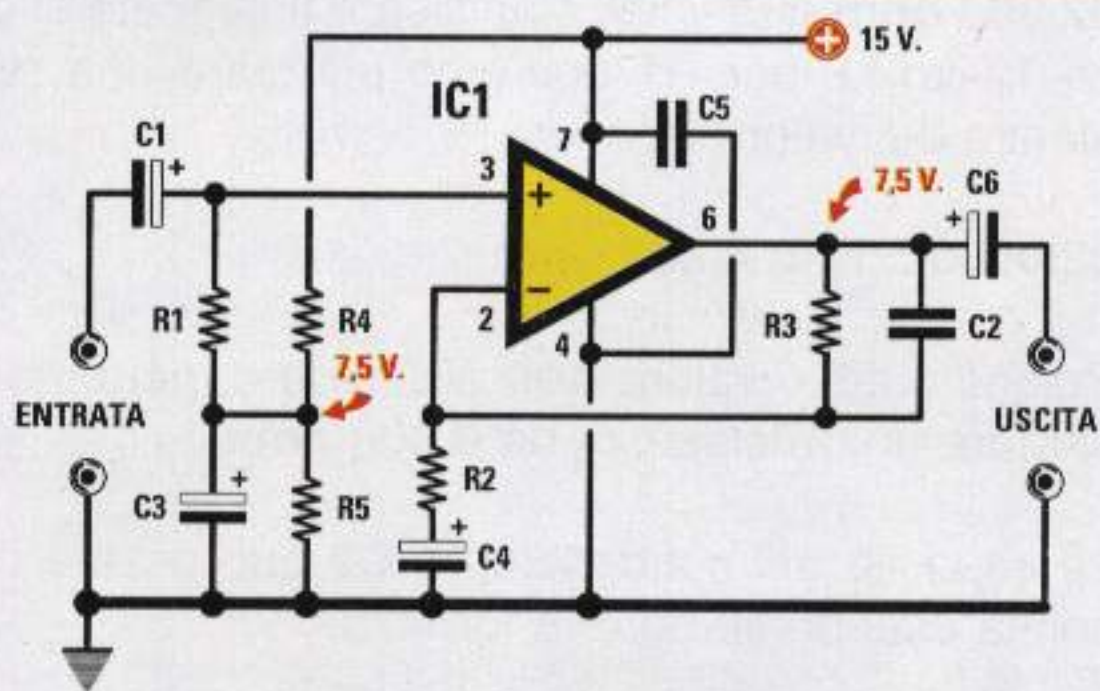 15 V.
IC1
C5
C1
+
7
3
+
7,5 V.
C6
6
+
−
2
R1
R4
4
R3
C2
7,5 V.
ENTRATA
USCITA
R2
+
C3
R5
+
C4